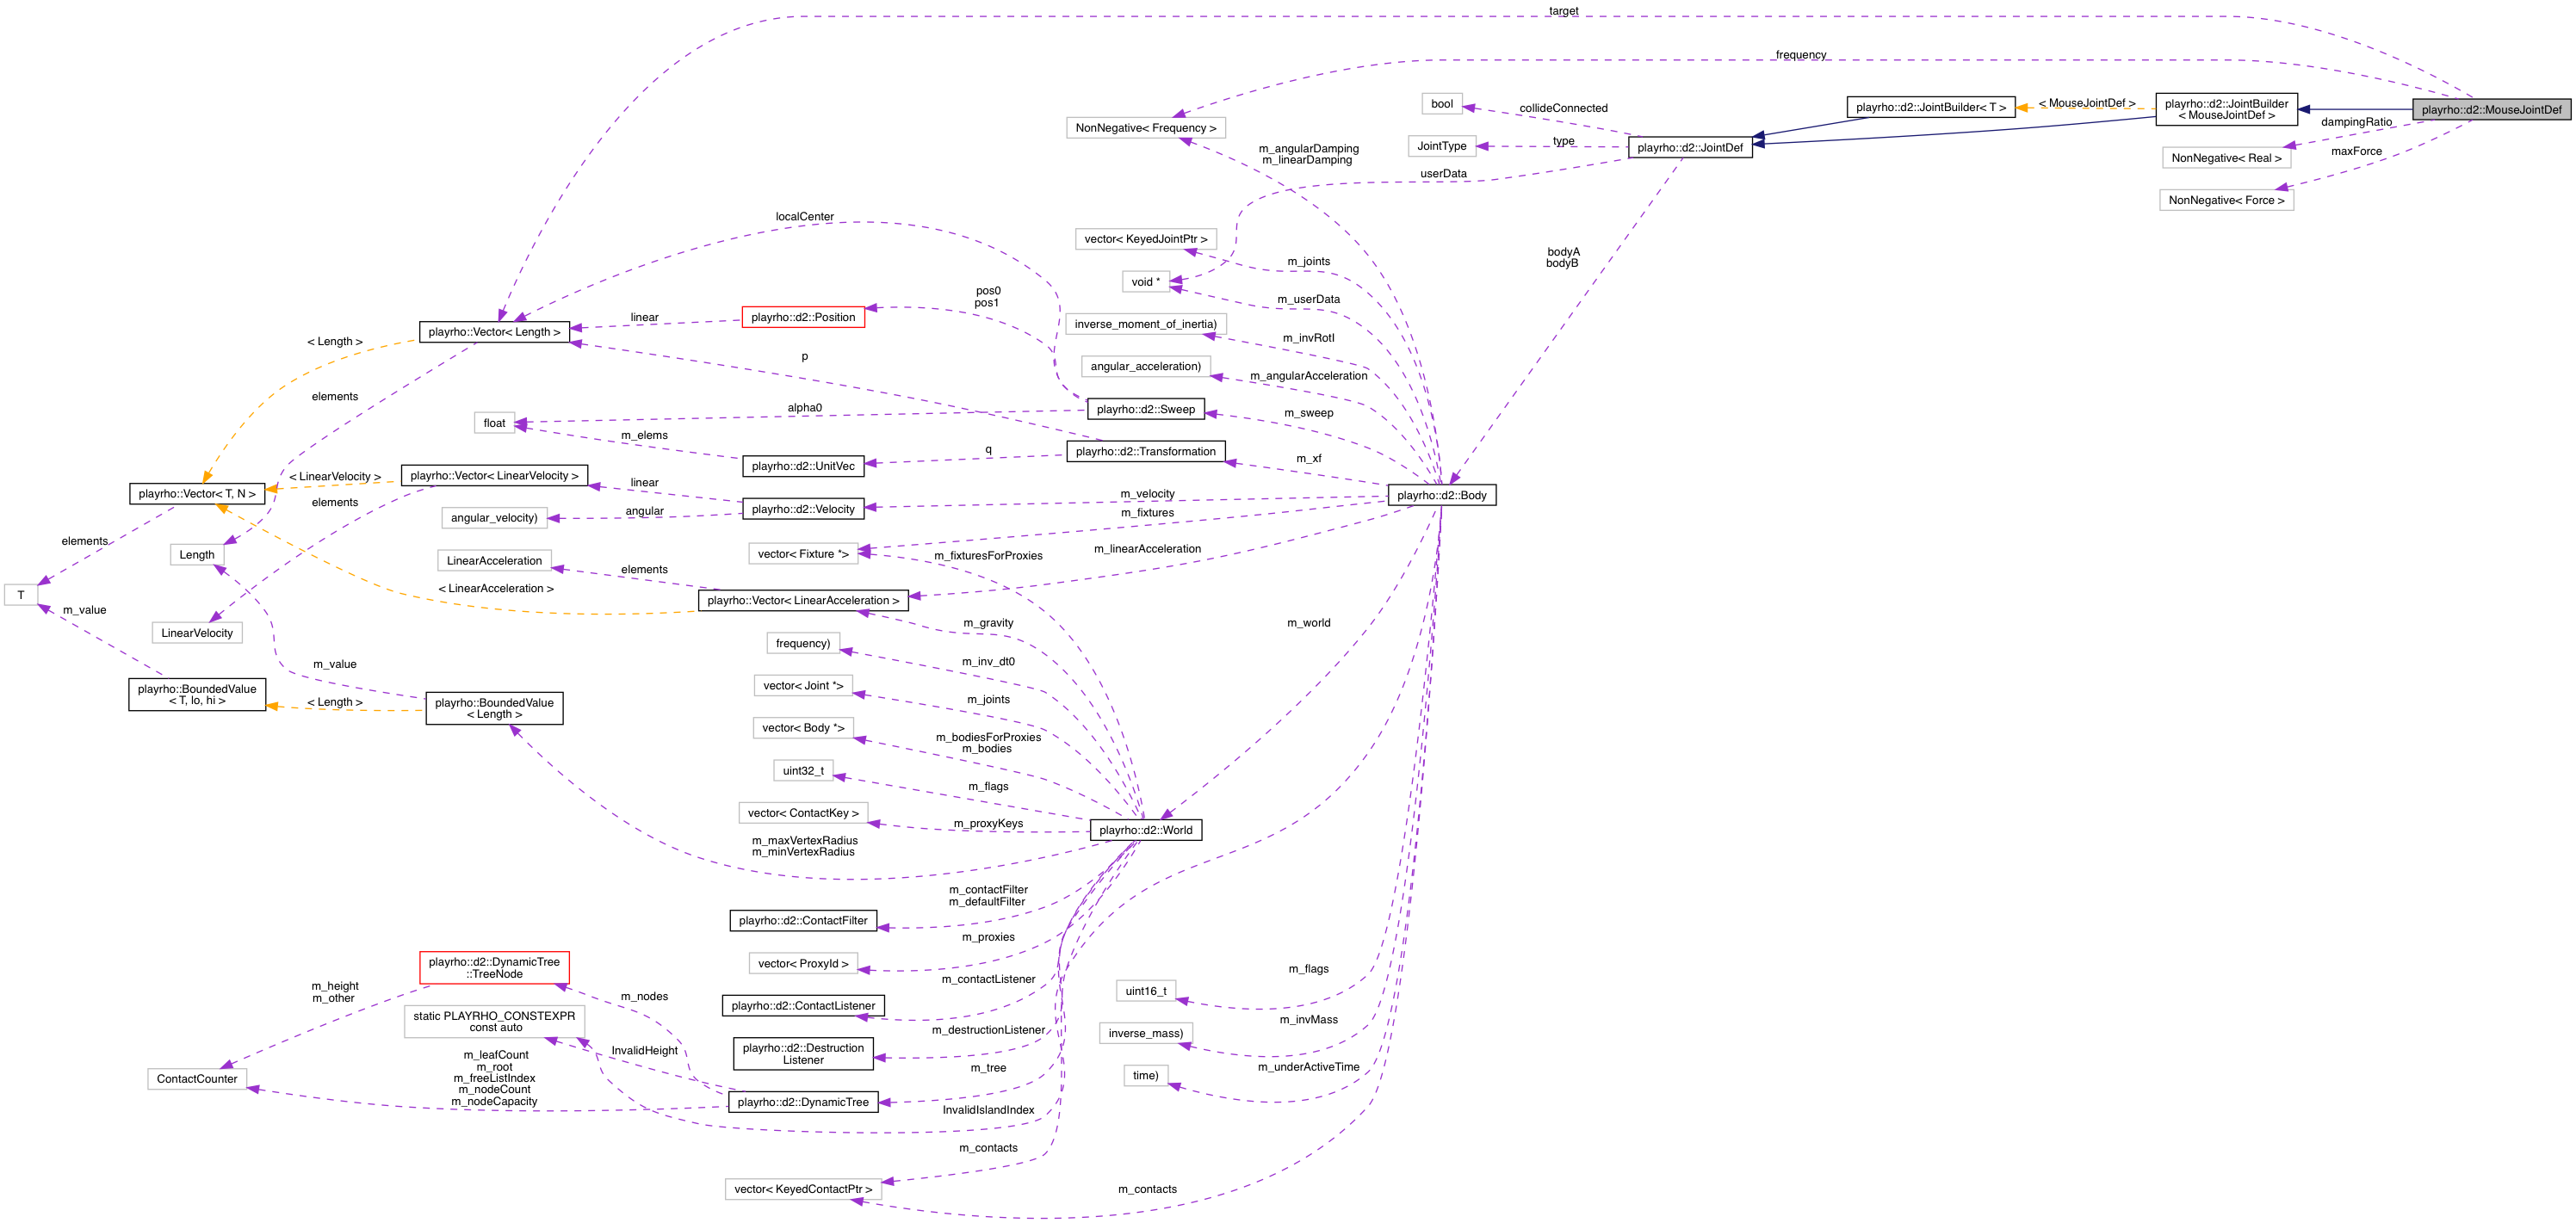 target
frequency
bool
collideConnected
playrho::d2::JointBuilder< T >
< MouseJointDef >
playrho::d2::JointBuilder
< MouseJointDef >
playrho::d2::MouseJointDef
NonNegative< Frequency >
dampingRatio
JointType
type
playrho::d2::JointDef
m_angularDamping
m_linearDamping
maxForce
NonNegative< Real >
userData
NonNegative< Force >
localCenter
vector< KeyedJointPtr >
bodyA
bodyB
m_joints
void *
pos0
pos1
m_userData
playrho::d2::Position
linear
inverse_moment_of_inertia)
playrho::Vector< Length >
< Length >
m_invRotI
p
angular_acceleration)
m_angularAcceleration
elements
alpha0
playrho::d2::Sweep
m_sweep
float
m_elems
q
playrho::d2::Transformation
m_xf
playrho::d2::UnitVec
< LinearVelocity >
playrho::Vector< LinearVelocity >
linear
playrho::Vector< T, N >
elements
m_velocity
playrho::d2::Body
angular_velocity)
angular
playrho::d2::Velocity
m_fixtures
elements
Length
vector< Fixture *>
m_fixturesForProxies
m_linearAcceleration
LinearAcceleration
elements
T
< LinearAcceleration >
playrho::Vector< LinearAcceleration >
m_value
LinearVelocity
m_gravity
m_world
frequency)
m_value
m_inv_dt0
playrho::BoundedValue
< T, lo, hi >
< Length >
playrho::BoundedValue
< Length >
vector< Joint *>
m_joints
vector< Body *>
m_bodiesForProxies
m_bodies
uint32_t
m_flags
vector< ContactKey >
m_proxyKeys
playrho::d2::World
m_maxVertexRadius
m_minVertexRadius
m_contactFilter
m_defaultFilter
playrho::d2::ContactFilter
m_proxies
playrho::d2::DynamicTree
::TreeNode
vector< ProxyId >
m_flags
m_height
m_other
m_nodes
m_contactListener
uint16_t
playrho::d2::ContactListener
static PLAYRHO_CONSTEXPR
const auto
m_invMass
m_destructionListener
inverse_mass)
InvalidHeight
playrho::d2::Destruction
Listener
m_leafCount
m_root
m_freeListIndex
m_nodeCount
m_nodeCapacity
m_tree
m_underActiveTime
ContactCounter
time)
playrho::d2::DynamicTree
InvalidIslandIndex
m_contacts
vector< KeyedContactPtr >
m_contacts